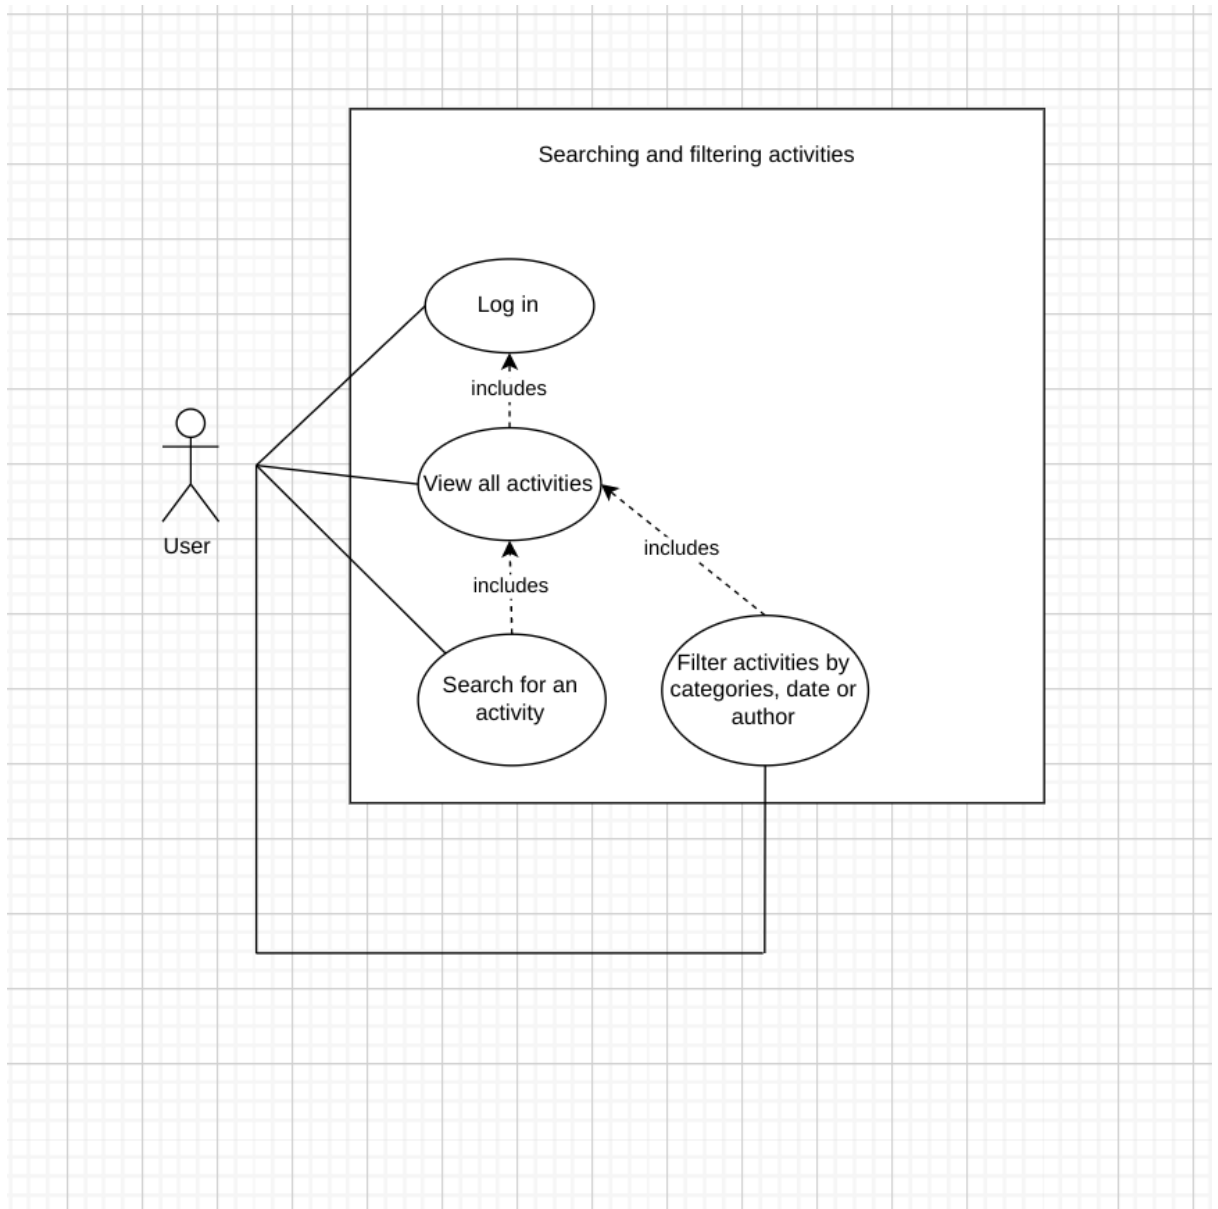 Searching and filtering activities
Log in
includes
View all activities
User
includes
includes
Search for an
activity
Filter activities by
categories, date or
author